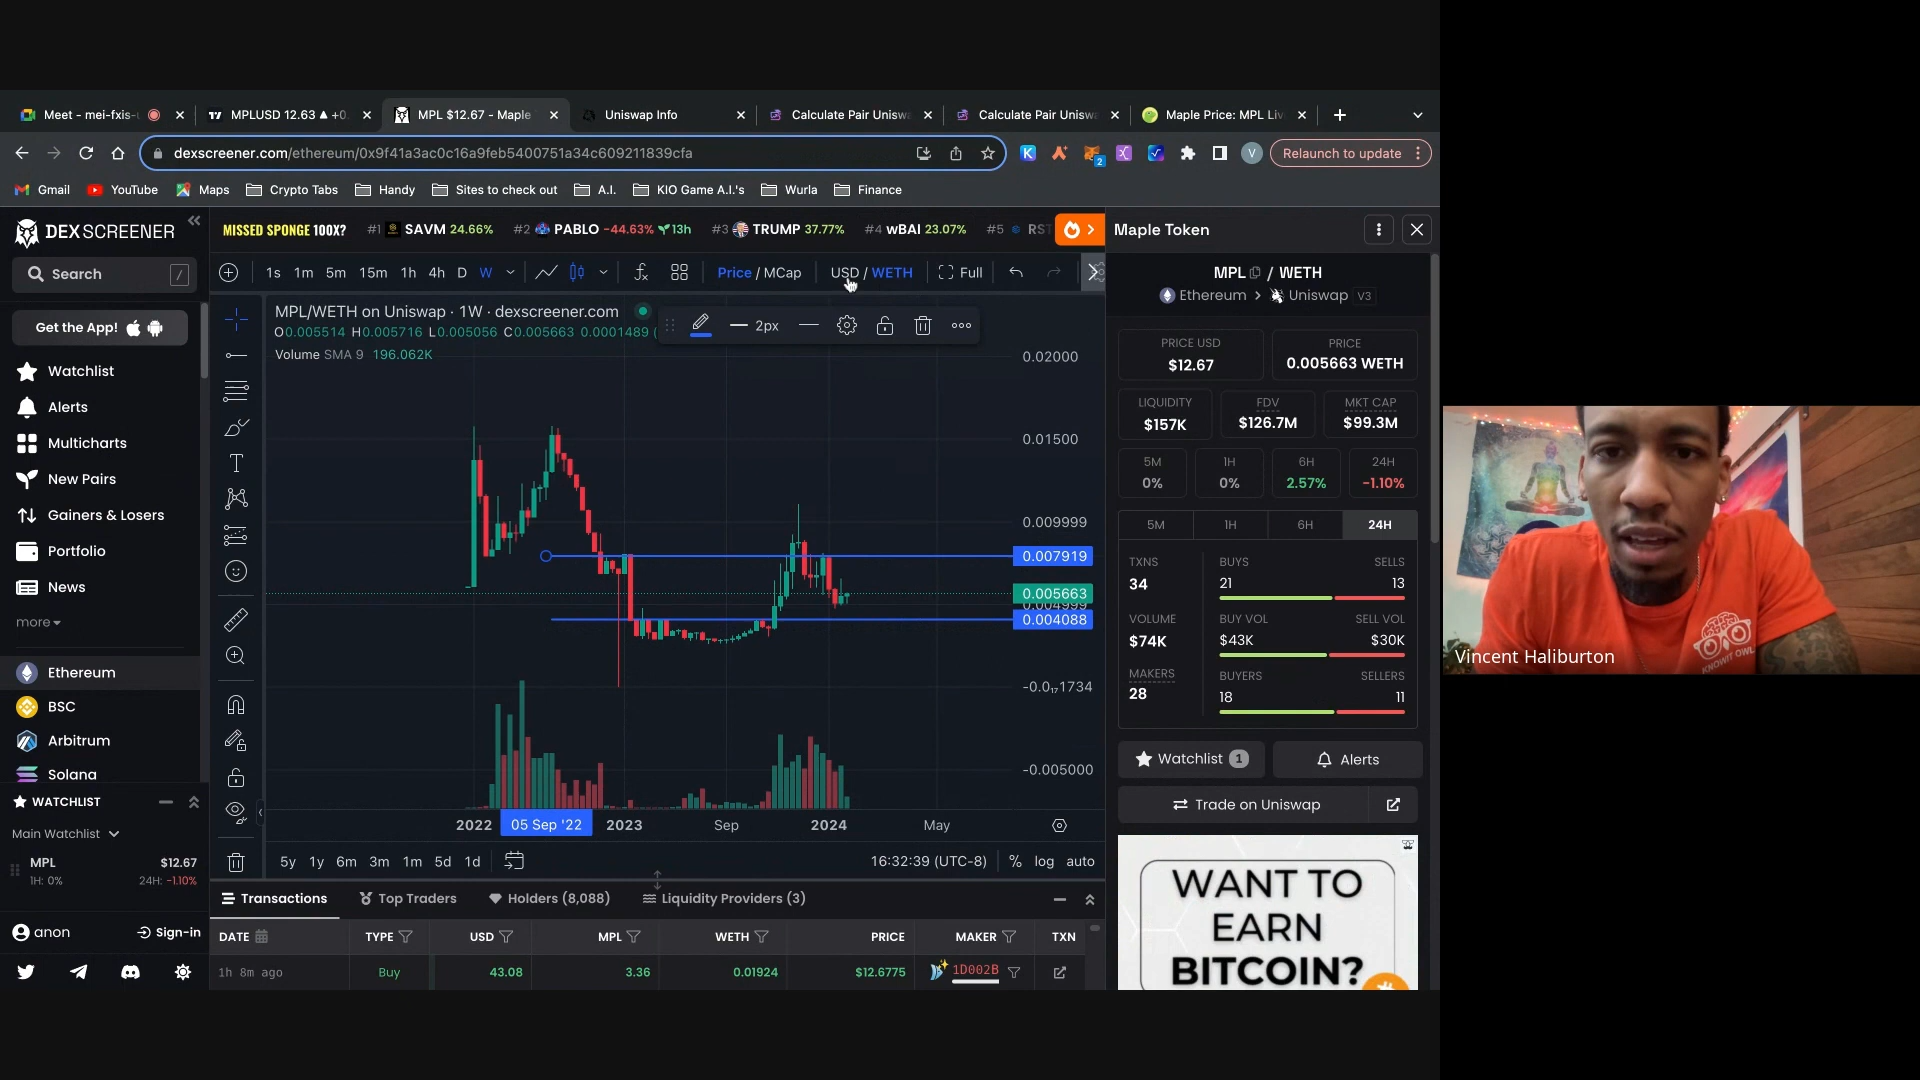 Meet - mei-fxis-
MPLUSD 12.63 ▲ +0
MPL $12.67 - Maple
Uniswap Info
Calculate Pair Unisw
Calculate Pair Unisw
Maple Price: MPL Liv
dexscreener.com/ethereum/0x9f41a3ac0c16a9feb5400751a34c609211839cfa
K
2
V
Relaunch to update
Gmail
YouTube
Maps
Crypto Tabs
Handy
Sites to check out
A.I.
KIO Game A.I.'s
Wurla
Finance
DEX SCREENER
MISSED SPONGE 100X?
#1 SAVM 24.66%
#2 PABLO -44.63% 13h
#3 TRUMP 37.77%
#4 wBAI 23.07%
#5 RST
Maple Token
Search /
1s 1m 5m 15m 1h 4h D W
Price / MCap
USD / WETH
Full
MPL / WETH
Ethereum > Uniswap V3
MPL/WETH on Uniswap · 1W · dexscreener.com
O0.005514 H0.005716 L0.005056 C0.005663 0.0001489 (
Volume SMA 9 196.062K
2px
Get the App!
Watchlist
Alerts
Multicharts
New Pairs
Gainers & Losers
Portfolio
News
more
Ethereum
BSC
Arbitrum
Solana
WATCHLIST
Main Watchlist
MPL $12.67
1H: 0% 24H: -1.10%
anon
Sign-in
0.02000
0.01500
0.009999
0.007919
0.005663
0.004999
0.004088
-0.0₁₇1734
-0.005000
2022 05 Sep '22 2023 Sep 2024 May
5y 1y 6m 3m 1m 5d 1d
16:32:39 (UTC-8) % log auto
Transactions
Top Traders
Holders (8,088)
Liquidity Providers (3)
DATE TYPE USD MPL WETH PRICE MAKER TXN
1h 8m ago Buy 43.08 3.36 0.01924 $12.6775 1D002B
PRICE USD
$12.67
PRICE
0.005663 WETH
LIQUIDITY
$157K
FDV
$126.7M
MKT CAP
$99.3M
5M
0%
1H
0%
6H
2.57%
24H
-1.10%
5M 1H 6H 24H
TXNS
34
BUYS
21
SELLS
13
VOLUME
$74K
BUY VOL
$43K
SELL VOL
$30K
MAKERS
28
BUYERS
18
SELLERS
11
Watchlist 1
Alerts
Trade on Uniswap
WANT TO
EARN
BITCOIN?
KNOWIT OWL
Vincent Haliburton